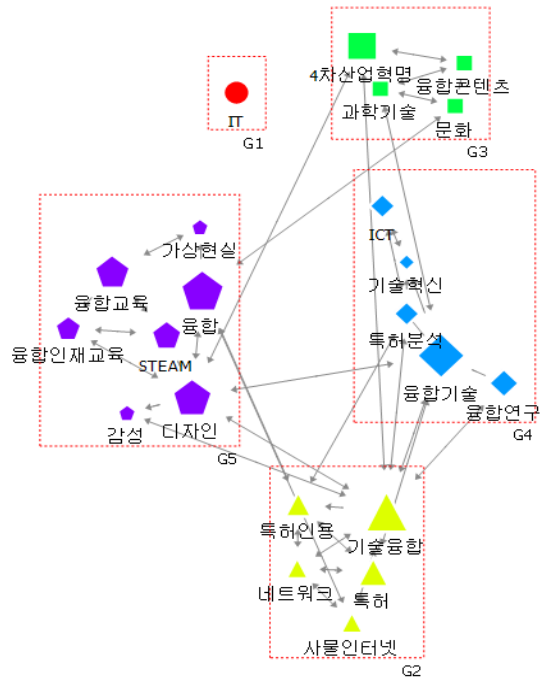 4차산업혁명
융합콘텐츠
과학기술
문화
IT
G1
G3
가상현실
융합교육
융합
융합인재교육
STEAM
감성
디자인
G5
ICT
기술혁신
특허분석
융합기술
융합연구
G4
특허인용
기술융합
네트워크
특허
사물인터넷
G2